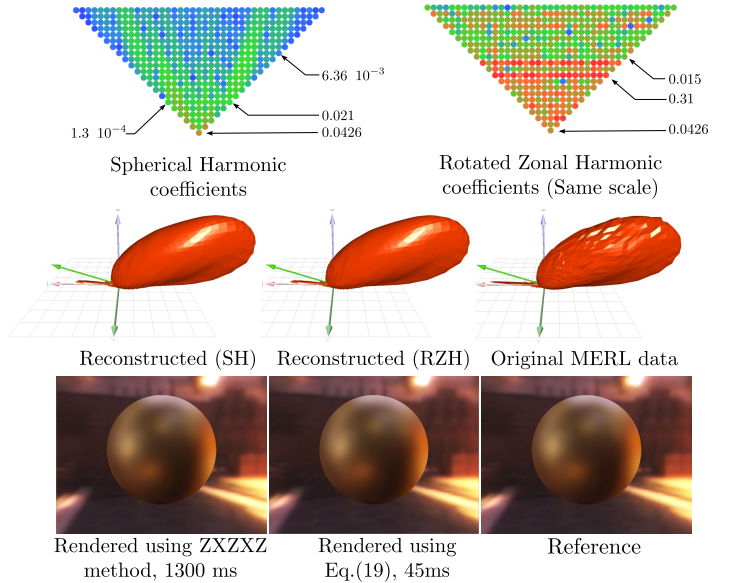 6.36 10⁻³
0.021
0.0426
1.3 10⁻⁴
Spherical Harmonic
coefficients
0.015
0.31
0.0426
Rotated Zonal Harmonic
coefficients (Same scale)
Reconstructed (SH)
Reconstructed (RZH)
Original MERL data
Rendered using ZXZXZ
method, 1300 ms
Rendered using
Eq.(19), 45ms
Reference